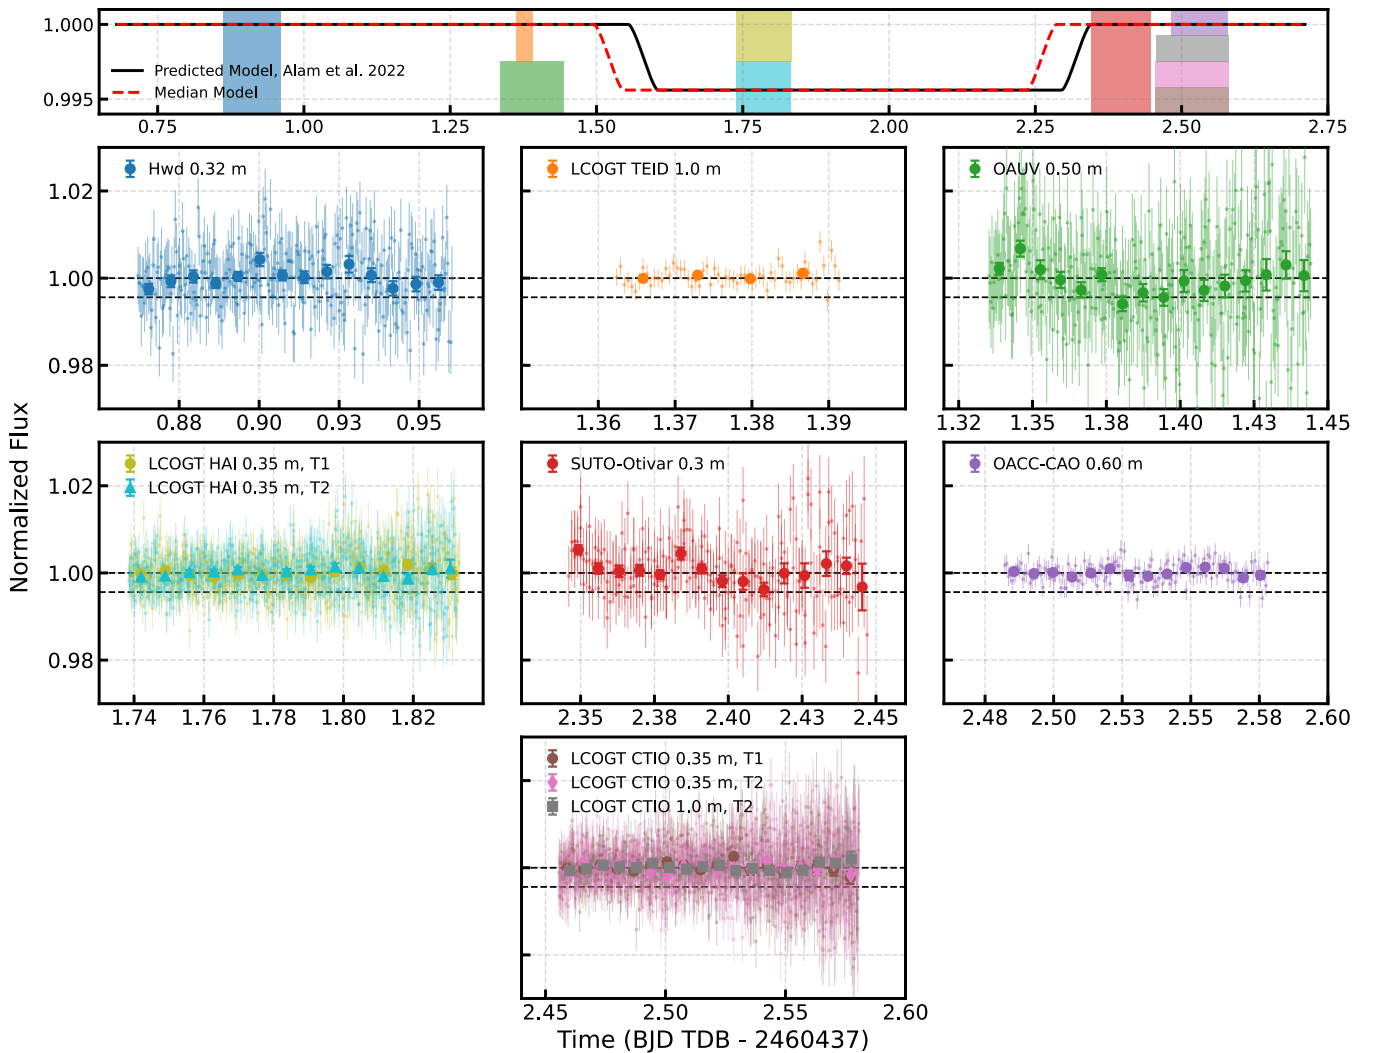 1.000
0.995
Predicted Model, Alam et al. 2022
Median Model
0.75 1.00 1.25 1.50 1.75 2.00 2.25 2.50 2.75
Hwd 0.32 m
LCOGT TEID 1.0 m
OAUV 0.50 m
1.02
1.00
0.98
0.88 0.90 0.93 0.95
1.36 1.37 1.38 1.39
1.32 1.35 1.38 1.40 1.43 1.45
Normalized Flux
LCOGT HAI 0.35 m, T1
LCOGT HAI 0.35 m, T2
SUTO-Otivar 0.3 m
OACC-CAO 0.60 m
1.02
1.00
0.98
1.74 1.76 1.78 1.80 1.82
2.35 2.38 2.40 2.43 2.45
2.48 2.50 2.53 2.55 2.58 2.60
LCOGT CTIO 0.35 m, T1
LCOGT CTIO 0.35 m, T2
LCOGT CTIO 1.0 m, T2
2.45 2.50 2.55 2.60
Time (BJD TDB - 2460437)